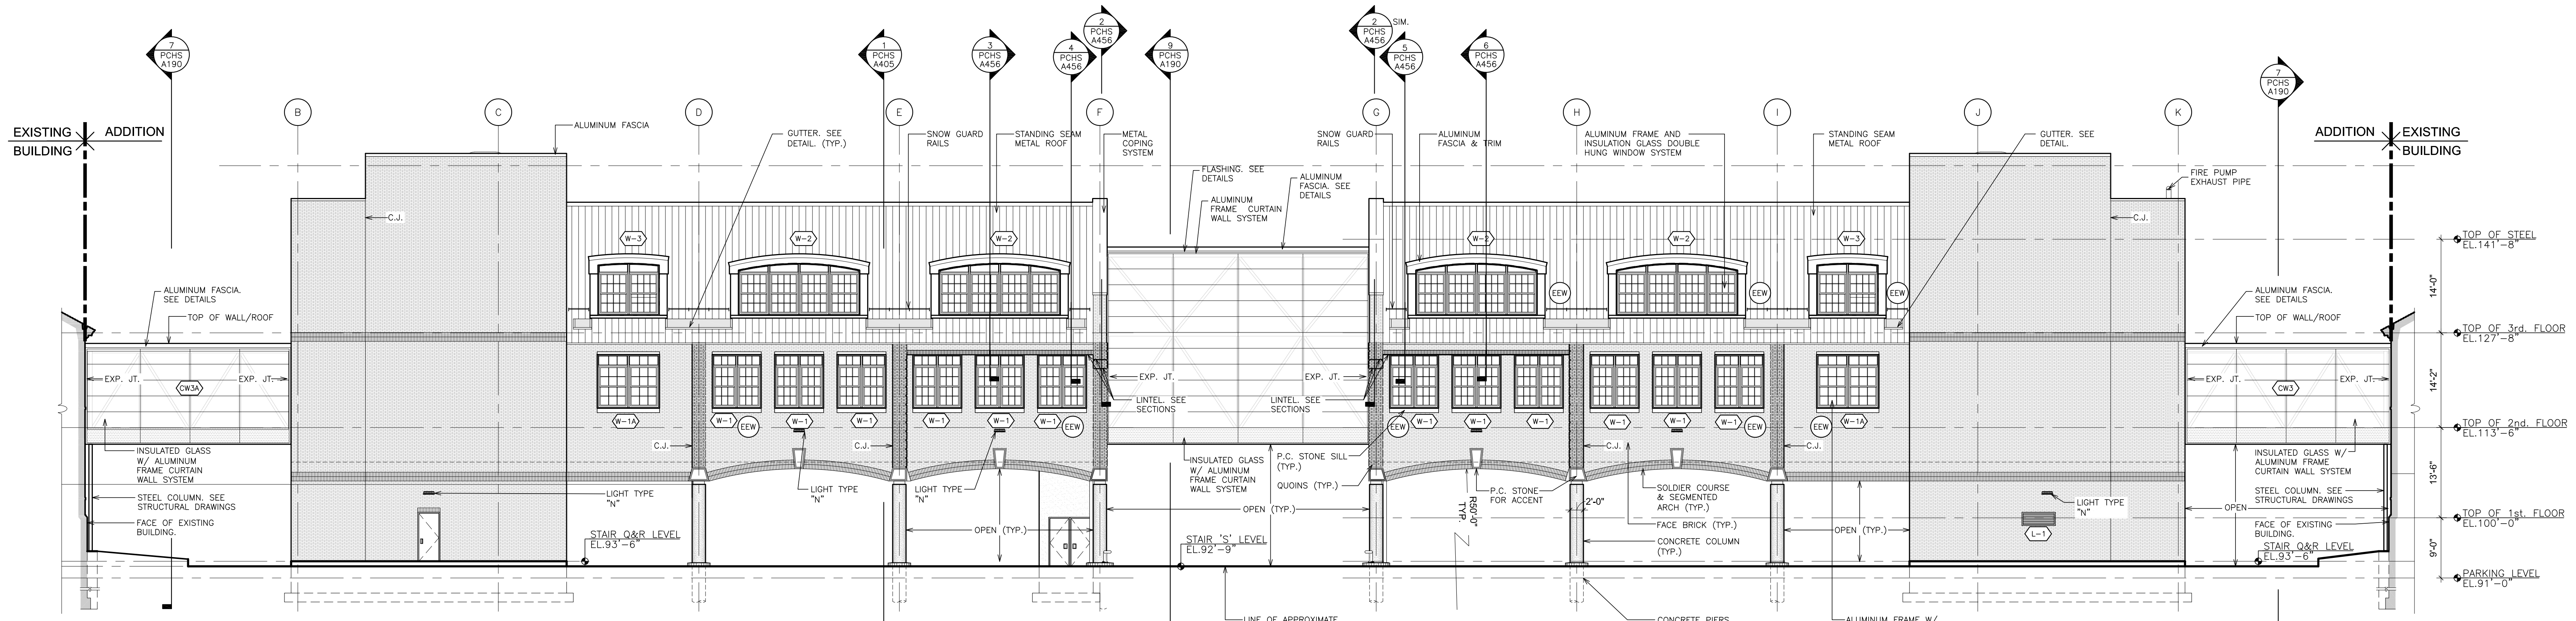 2
PCHS
A456
2
PCHS
A456
SIM.
7
PCHS
A190
1
PCHS
A405
3
PCHS
A456
4
PCHS
A456
9
PCHS
A190
5
PCHS
A456
6
PCHS
A456
7
PCHS
A190
B
C
D
E
F
G
H
I
J
K
EXISTING
BUILDING
ADDITION
ADDITION
EXISTING
BUILDING
ALUMINUM FASCIA
GUTTER. SEE
DETAIL. (TYP.)
SNOW GUARD
RAILS
STANDING SEAM
METAL ROOF
METAL
COPING
SYSTEM
FLASHING. SEE
DETAILS
ALUMINUM
FRAME CURTAIN
WALL SYSTEM
ALUMINUM
FASCIA. SEE
DETAILS
SNOW GUARD
RAILS
ALUMINUM
FASCIA & TRIM
ALUMINUM FRAME AND
INSULATION GLASS DOUBLE
HUNG WINDOW SYSTEM
STANDING SEAM
METAL ROOF
GUTTER. SEE
DETAIL.
FIRE PUMP
EXHAUST PIPE
C.J.
C.J.
W-3
W-2
W-2
W-2
W-2
W-3
TOP OF STEEL
EL.141'-8"
14'-0"
ALUMINUM FASCIA.
SEE DETAILS
TOP OF WALL/ROOF
EEW
EEW
EEW
ALUMINUM FASCIA.
SEE DETAILS
TOP OF WALL/ROOF
TOP OF 3rd. FLOOR
EL.127'-8"
14'-2"
EXP. JT.
CW3A
EXP. JT.
EXP. JT.
EXP. JT.
EXP. JT.
CW3
EXP. JT.
LINTEL. SEE
SECTIONS
LINTEL. SEE
SECTIONS
W-1A
W-1
W-1
W-1
W-1
W-1
W-1
W-1
W-1
W-1
W-1
W-1
W-1
W-1A
EEW
EEW
EEW
EEW
EEW
TOP OF 2nd. FLOOR
EL.113'-6"
13'-6"
C.J.
C.J.
C.J.
C.J.
INSULATED GLASS
W/ ALUMINUM
FRAME CURTAIN
WALL SYSTEM
STEEL COLUMN. SEE
STRUCTURAL DRAWINGS
FACE OF EXISTING
BUILDING.
LIGHT TYPE
"N"
LIGHT TYPE
"N"
LIGHT TYPE
"N"
INSULATED GLASS
W/ ALUMINUM
FRAME CURTAIN
WALL SYSTEM
P.C. STONE SILL
(TYP.)
QUOINS (TYP.)
P.C. STONE
FOR ACCENT
2'-0"
R50'-0"
TYP.
SOLDIER COURSE
& SEGMENTED
ARCH (TYP.)
FACE BRICK (TYP.)
CONCRETE COLUMN
(TYP.)
LIGHT TYPE
"N"
L-1
INSULATED GLASS W/
ALUMINUM FRAME
CURTAIN WALL SYSTEM
STEEL COLUMN. SEE
STRUCTURAL DRAWINGS
OPEN
FACE OF EXISTING
BUILDING.
OPEN (TYP.)
OPEN (TYP.)
OPEN (TYP.)
TOP OF 1st. FLOOR
EL.100'-0"
9'-0"
STAIR Q&R LEVEL
EL.93'-6"
STAIR 'S' LEVEL
EL.92'-9"
STAIR Q&R LEVEL
EL.93'-6"
PARKING LEVEL
EL.91'-0"
LINE OF APPROXIMATE
CONCRETE PIERS
ALUMINUM FRAME W/